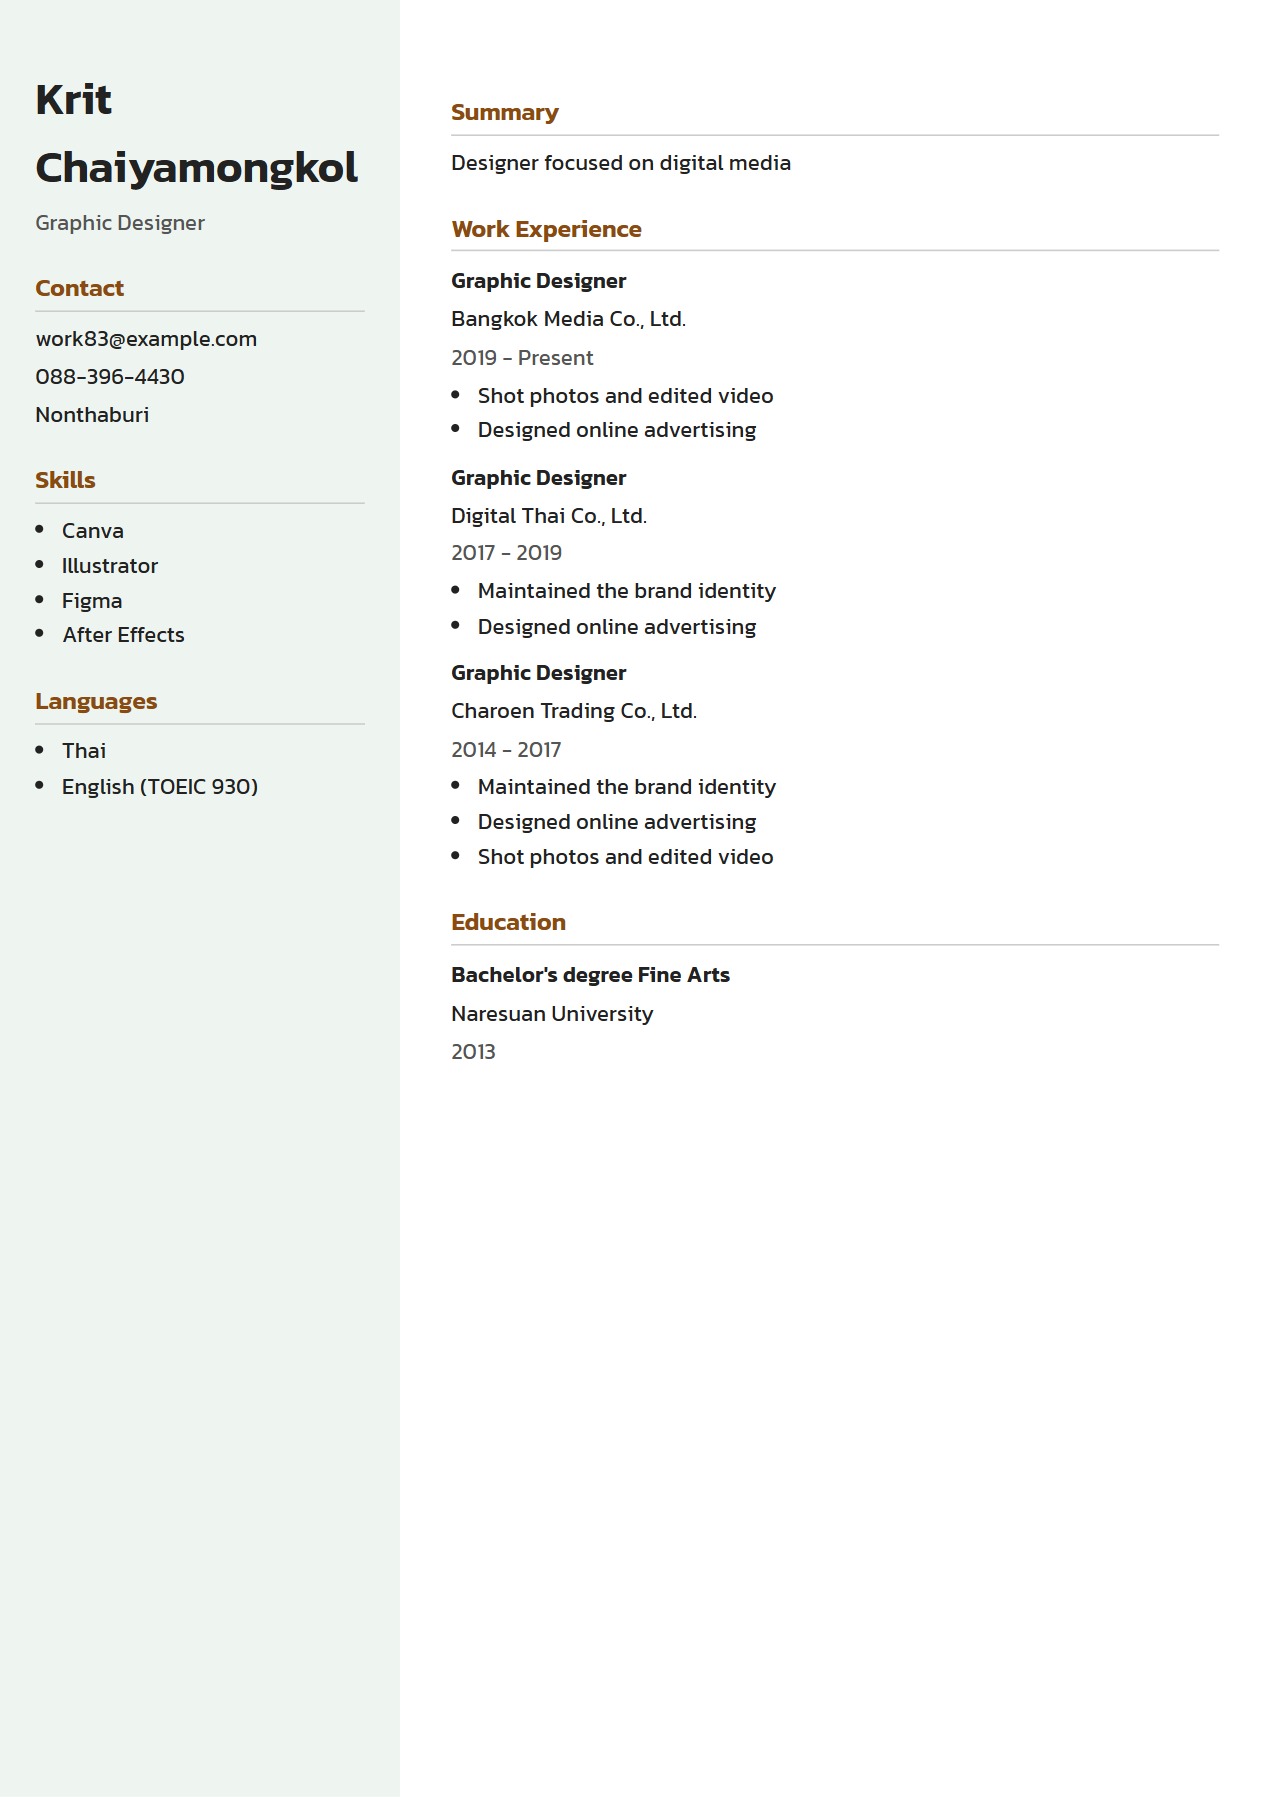 Krit
Chaiyamongkol
Graphic Designer
Contact
work83@example.com
088-396-4430
Nonthaburi
Skills
• Canva
• Illustrator
• Figma
• After Effects
Languages
• Thai
• English (TOEIC 930)
Summary
Designer focused on digital media
Work Experience
Graphic Designer
Bangkok Media Co., Ltd.
2019 – Present
• Shot photos and edited video
• Designed online advertising
Graphic Designer
Digital Thai Co., Ltd.
2017 – 2019
• Maintained the brand identity
• Designed online advertising
Graphic Designer
Charoen Trading Co., Ltd.
2014 – 2017
• Maintained the brand identity
• Designed online advertising
• Shot photos and edited video
Education
Bachelor's degree Fine Arts
Naresuan University
2013